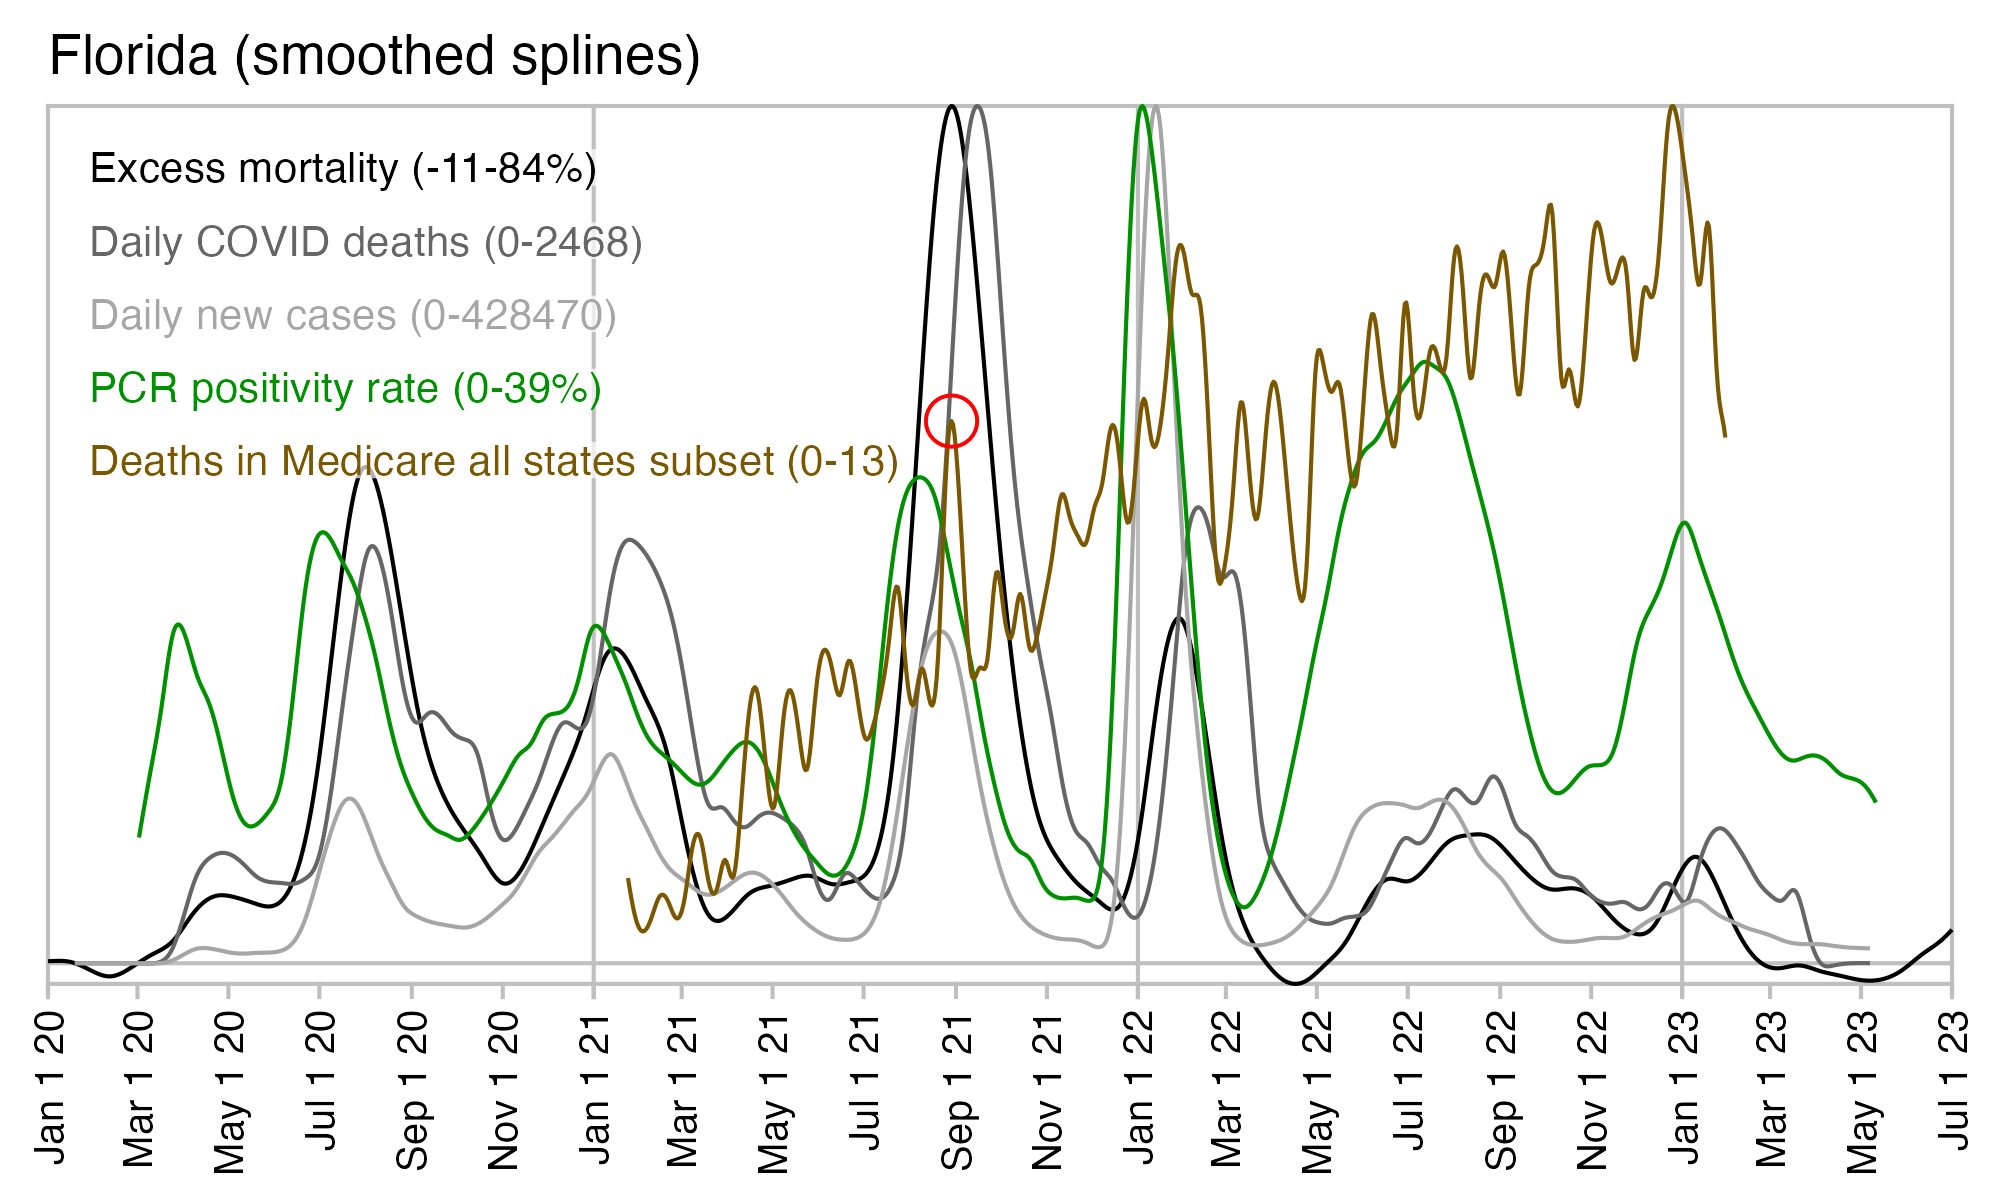 Florida (smoothed splines)
Excess mortality (-11-84%)
Daily COVID deaths (0-2468)
Daily new cases (0-428470)
PCR positivity rate (0-39%)
Deaths in Medicare all states subset (0-13)
Jan 1 20
Mar 1 20
May 1 20
Jul 1 20
Sep 1 20
Nov 1 20
Jan 1 21
Mar 1 21
May 1 21
Jul 1 21
Sep 1 21
Nov 1 21
Jan 1 22
Mar 1 22
May 1 22
Jul 1 22
Sep 1 22
Nov 1 22
Jan 1 23
Mar 1 23
May 1 23
Jul 1 23